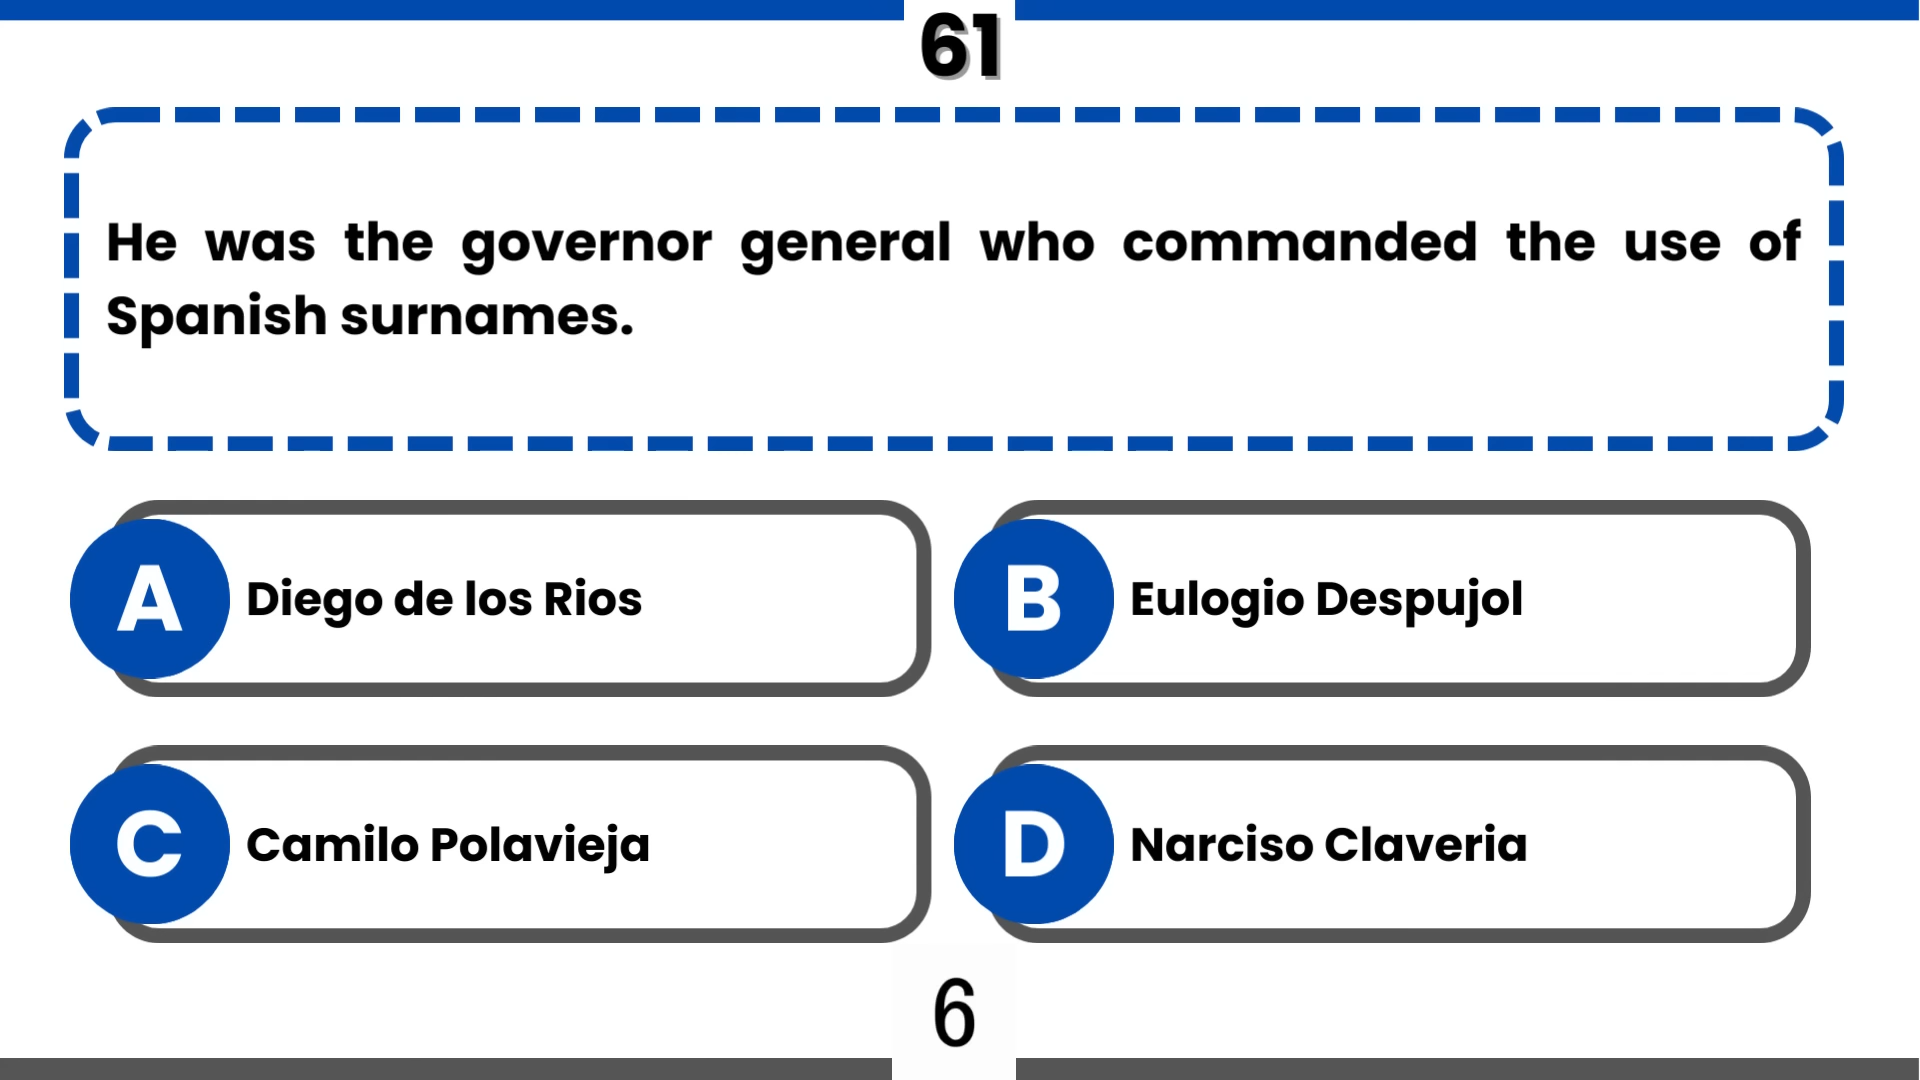 61
He was the governor general who commanded the use of
Spanish surnames.
A Diego de los Rios
B Eulogio Despujol
C Camilo Polavieja
D Narciso Claveria
6